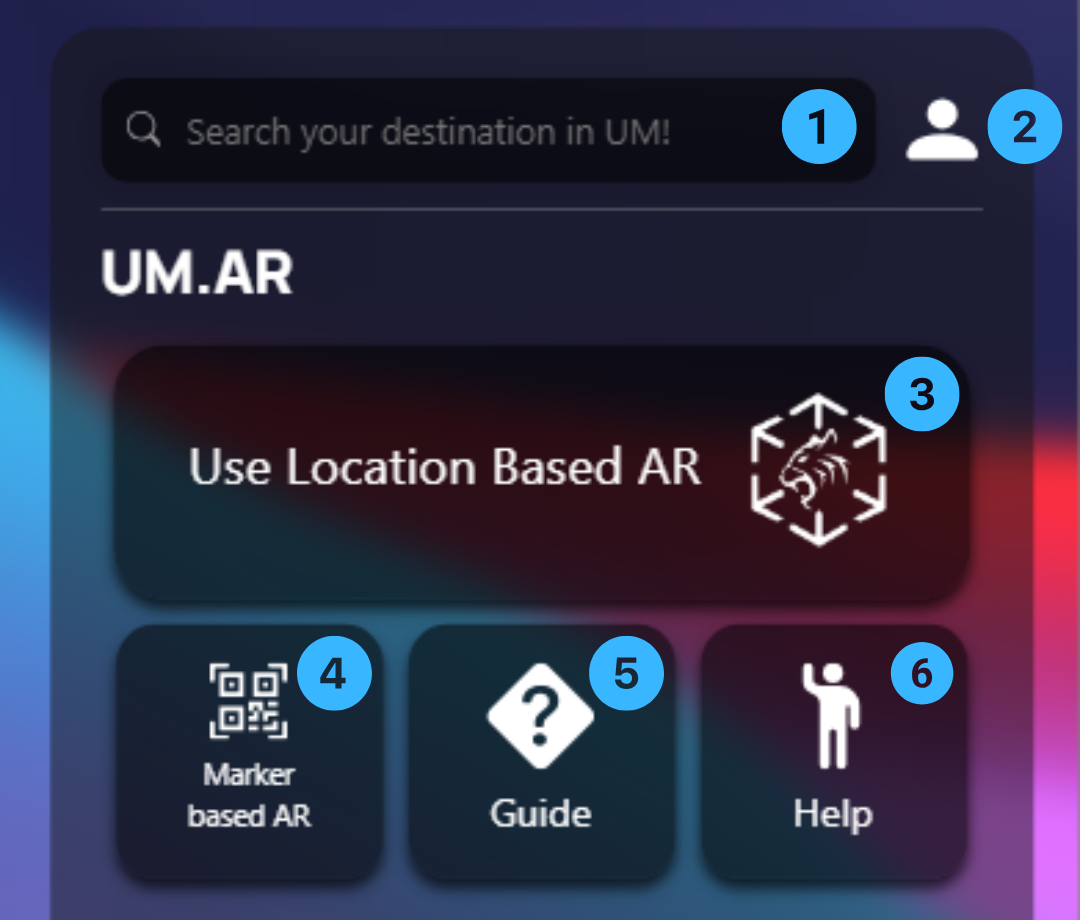 Search your destination in UM! 1 2
UM.AR
3
Use Location Based AR
4 5 6
Marker
based AR
Guide
Help